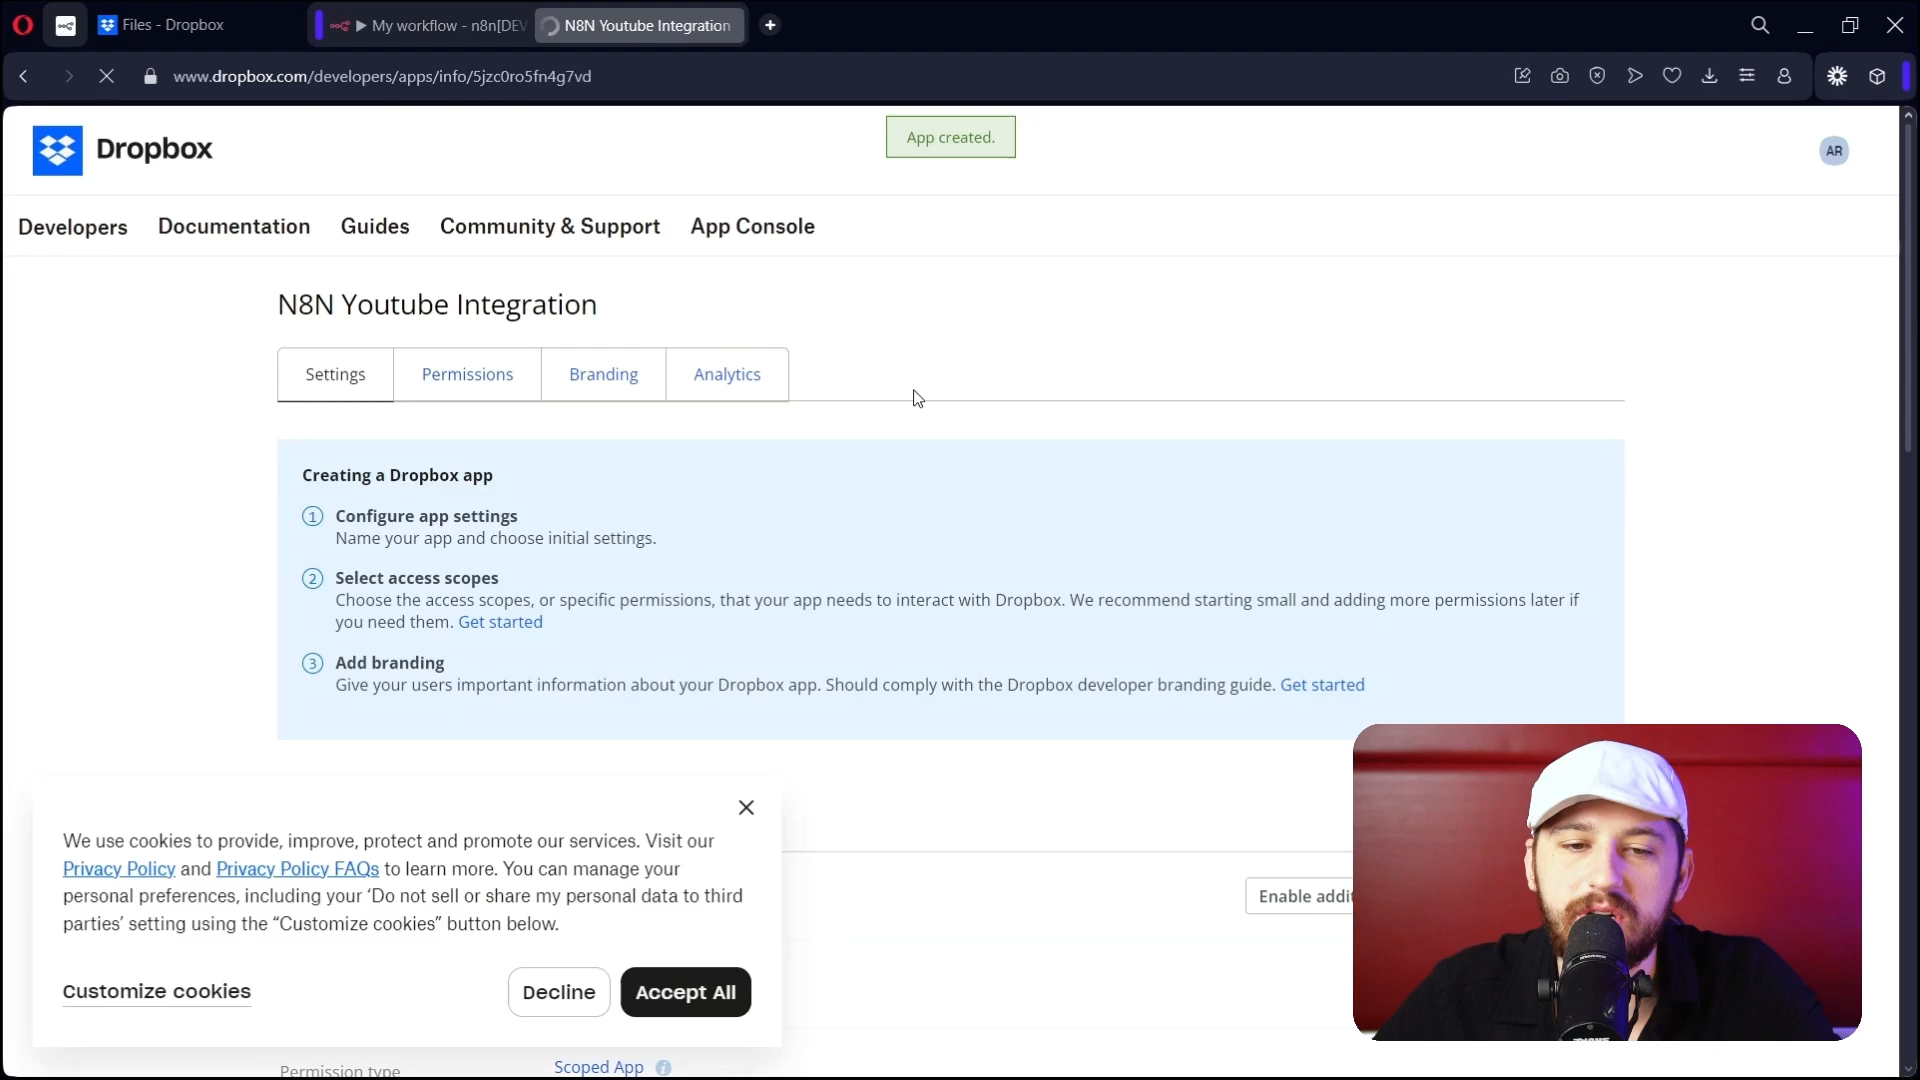 Files - Dropbox
My workflow - n8n[DEV
N8N Youtube Integration
www.dropbox.com/developers/apps/info/5jzc0ro5fn4g7vd
Dropbox
App created.
AR
Developers
Documentation
Guides
Community & Support
App Console
N8N Youtube Integration
Settings
Permissions
Branding
Analytics
Creating a Dropbox app
1
Configure app settings
Name your app and choose initial settings.
2
Select access scopes
Choose the access scopes, or specific permissions, that your app needs to interact with Dropbox. We recommend starting small and adding more permissions later if
you need them. Get started
3
Add branding
Give your users important information about your Dropbox app. Should comply with the Dropbox developer branding guide. Get started
We use cookies to provide, improve, protect and promote our services. Visit our
Privacy Policy and Privacy Policy FAQs to learn more. You can manage your
personal preferences, including your ‘Do not sell or share my personal data to third
parties’ setting using the “Customize cookies” button below.
Enable addit
Customize cookies
Decline
Accept All
Permission type
Scoped App